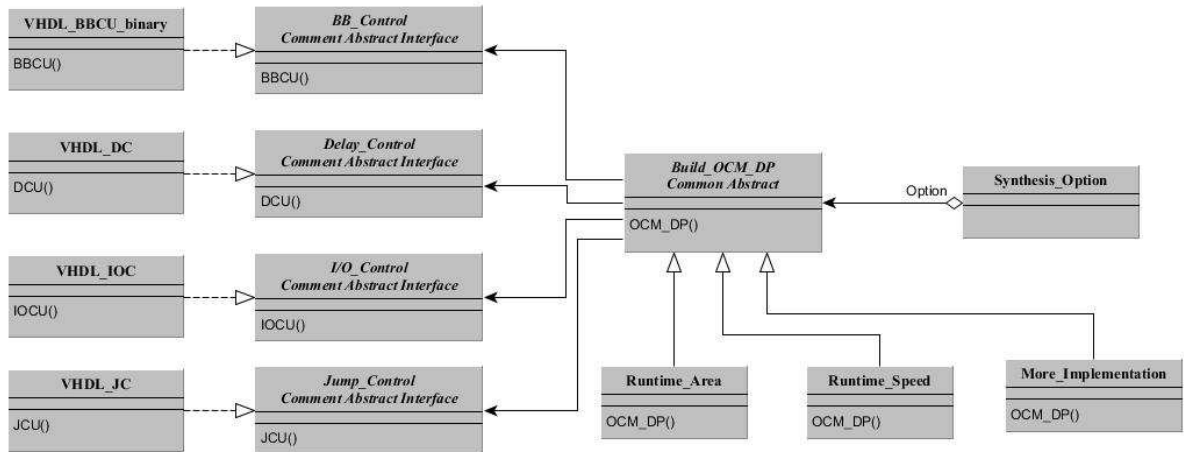 VHDL_BBCU_binary
BBCU()
BB_Control
Comment Abstract Interface
BBCU()
VHDL_DC
DCU()
Delay_Control
Comment Abstract Interface
DCU()
VHDL_IOC
IOCU()
I/O_Control
Comment Abstract Interface
IOCU()
VHDL_JC
JCU()
Jump_Control
Comment Abstract Interface
JCU()
Build_OCM_DP
Common Abstract
OCM_DP()
Option
Synthesis_Option
Runtime_Area
OCM_DP()
Runtime_Speed
OCM_DP()
More_Implementation
OCM_DP()